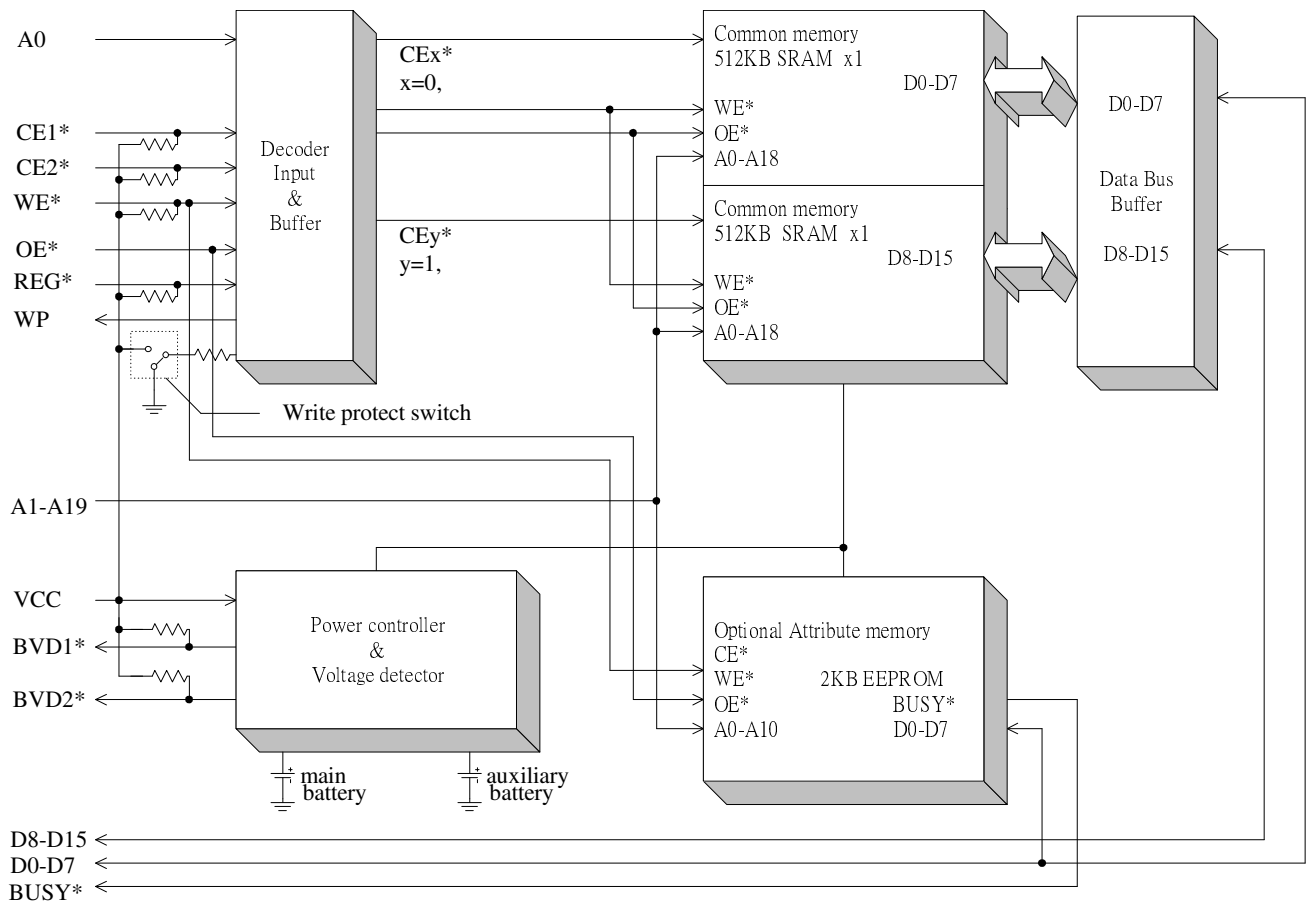 A0
CE1*
CE2*
WE*
OE*
REG*
WP
Decoder
Input
&
Buffer
CEx*
x=0,
CEy*
y=1,
Write protect switch
Common memory
512KB SRAM x1
D0-D7
WE*
OE*
A0-A18
Common memory
512KB SRAM x1
D8-D15
WE*
OE*
A0-A18
D0-D7
Data Bus
Buffer
D8-D15
A1-A19
VCC
BVD1*
BVD2*
Power controller
&
Voltage detector
+ main
battery
+ auxiliary
battery
Optional Attribute memory
CE*
WE* 2KB EEPROM
OE* BUSY*
A0-A10 D0-D7
D8-D15
D0-D7
BUSY*